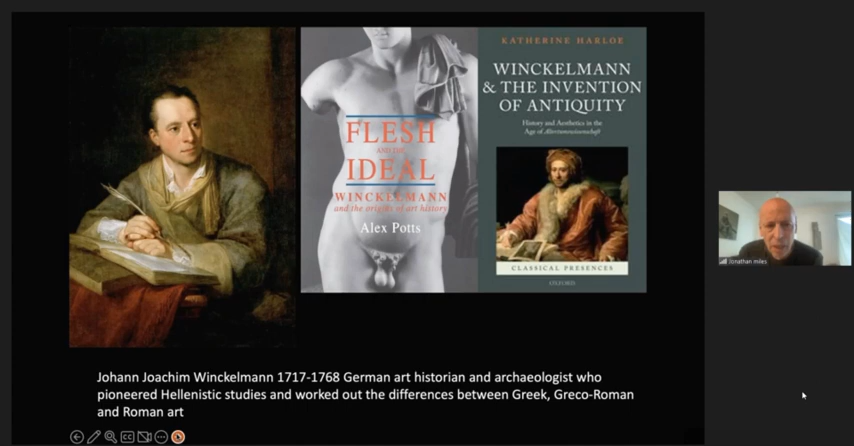 FLESH
AND THE
IDEAL
WINCKELMANN
and the origins of art history
Alex Potts
KATHERINE HARLOE
WINCKELMANN
& THE INVENTION
OF ANTIQUITY
History and Aesthetics in the
Age of Altertumswissenschaft
CLASSICAL PRESENCES
OXFORD
Jonathan miles
Johann Joachim Winckelmann 1717-1768 German art historian and archaeologist who
pioneered Hellenistic studies and worked out the differences between Greek, Greco-Roman
and Roman art
CC